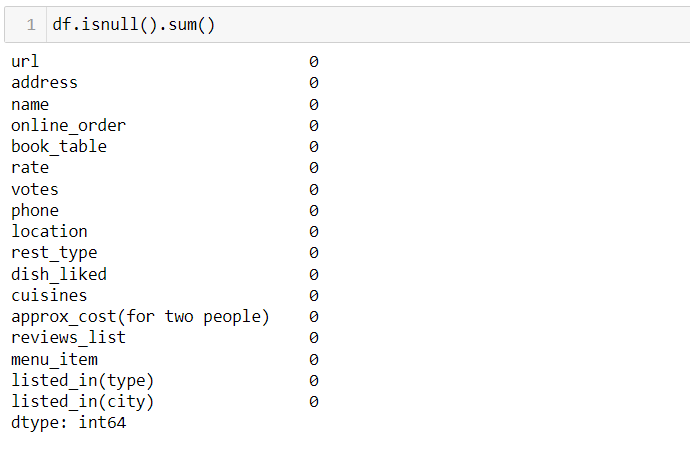 1 df.isnull().sum()
url 0
address 0
name 0
online_order 0
book_table 0
rate 0
votes 0
phone 0
location 0
rest_type 0
dish_liked 0
cuisines 0
approx_cost(for two people) 0
reviews_list 0
menu_item 0
listed_in(type) 0
listed_in(city) 0
dtype: int64